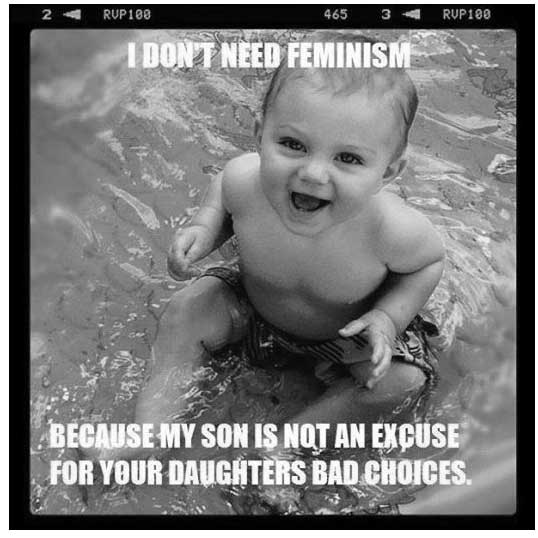 2 ◄ RVP100 465 3 ◄ RVP100
I DON'T NEED FEMINISM
BECAUSE MY SON IS NOT AN EXCUSE
FOR YOUR DAUGHTERS BAD CHOICES.